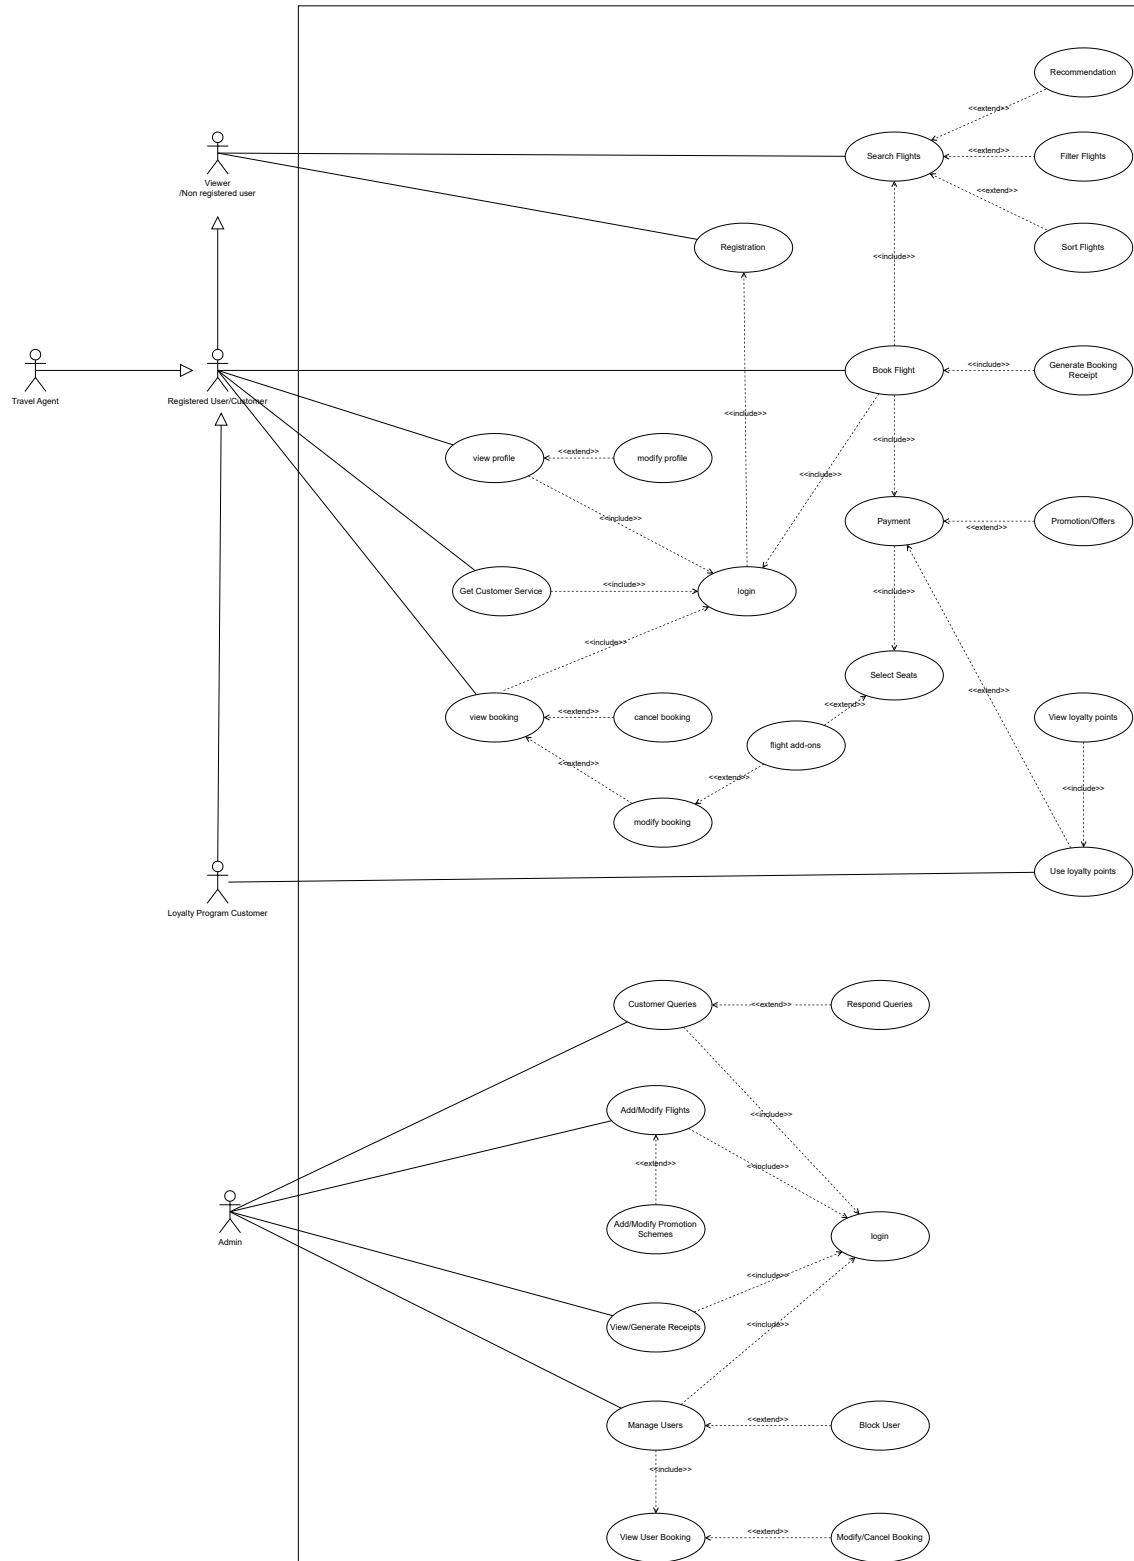 Recommendation
<<extend>>
Viewer
/Non registered user
Search Flights
<<extend>>
Filter Flights
<<extend>>
Registration
<<include>>
Sort Flights
Travel Agent
Registered User/Customer
Book Flight
<<include>>
Generate Booking
Receipt
<<include>>
<<include>>
view profile
<<extend>>
modify profile
<<include>>
<<include>>
Payment
<<extend>>
Promotion/Offers
Get Customer Service
<<include>>
login
<<include>>
<<include>>
Select Seats
<<extend>>
view booking
<<extend>>
cancel booking
<<extend>>
View loyalty points
flight add-ons
<<extend>>
<<extend>>
<<include>>
modify booking
Use loyalty points
Loyalty Program Customer
Customer Queries
<<extend>>
Respond Queries
Add/Modify Flights
<<include>>
<<extend>>
<<include>>
Admin
Add/Modify Promotion
Schemes
login
<<include>>
View/Generate Receipts
<<include>>
Manage Users
<<extend>>
Block User
<<include>>
View User Booking
<<extend>>
Modify/Cancel Booking